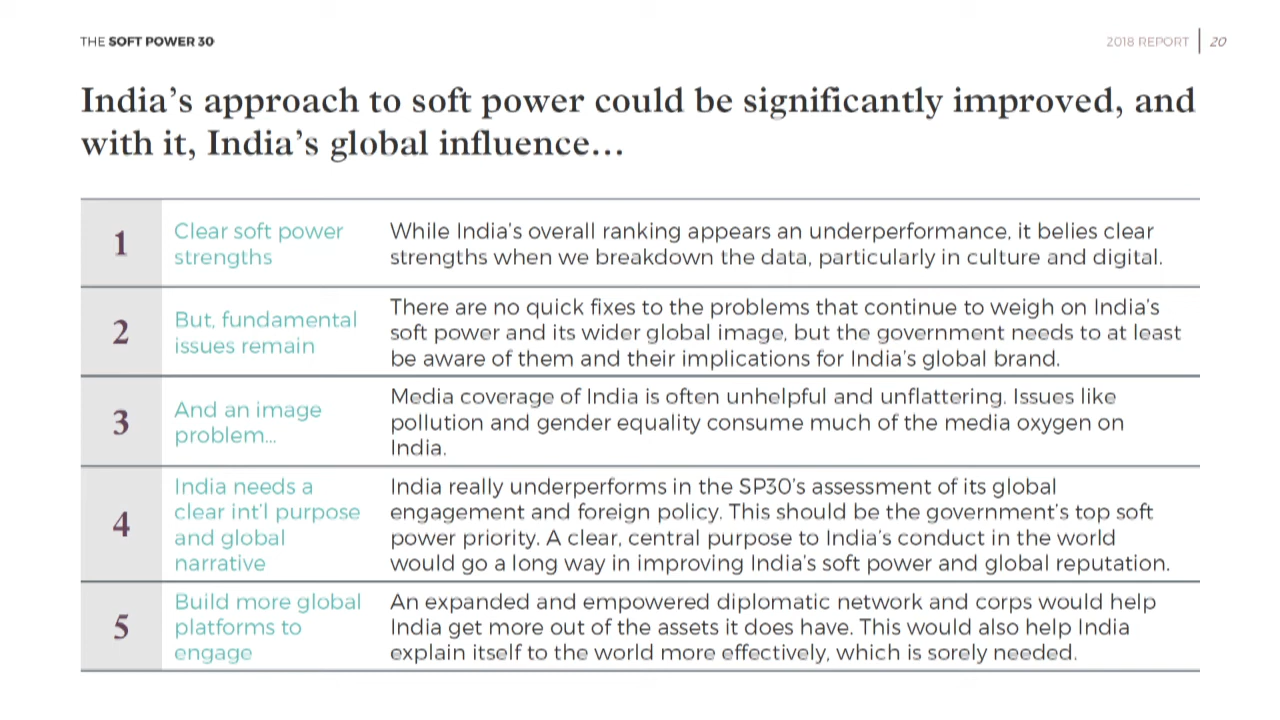 THE SOFT POWER 30
2018 REPORT | 20
India’s approach to soft power could be significantly improved, and
with it, India’s global influence…
1
Clear soft power
strengths
While India’s overall ranking appears an underperformance, it belies clear
strengths when we breakdown the data, particularly in culture and digital.
2
But, fundamental
issues remain
There are no quick fixes to the problems that continue to weigh on India’s
soft power and its wider global image, but the government needs to at least
be aware of them and their implications for India’s global brand.
3
And an image
problem…
Media coverage of India is often unhelpful and unflattering. Issues like
pollution and gender equality consume much of the media oxygen on
India.
4
India needs a
clear int’l purpose
and global
narrative
India really underperforms in the SP30’s assessment of its global
engagement and foreign policy. This should be the government’s top soft
power priority. A clear, central purpose to India’s conduct in the world
would go a long way in improving India’s soft power and global reputation.
5
Build more global
platforms to
engage
An expanded and empowered diplomatic network and corps would help
India get more out of the assets it does have. This would also help India
explain itself to the world more effectively, which is sorely needed.